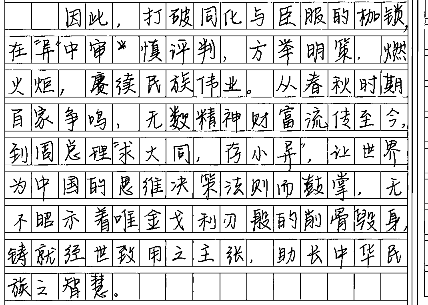 因此，打破同化与臣服的枷锁，
在“异”中审慎评判，方举明策，燃
火炬，赓续民族伟业。从春秋时期
百家争鸣，无数精神财富流传至今，
到周总理“求大同，存小异”，让世界
为中国的思维决策法则而鼓掌，无
不昭示着唯金戈利刃般的削骨毁身，
铸就经世致用之主张，助长中华民
族之智慧。